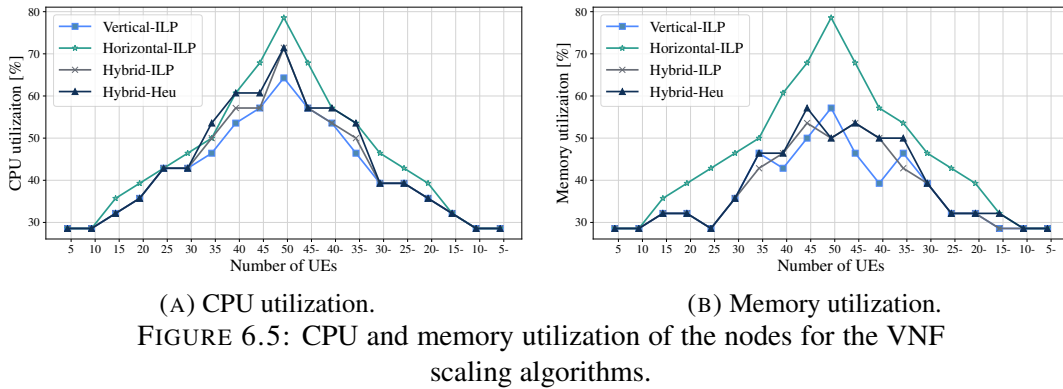 80
70
60
50
40
30
CPU utilizaiton [%]
Vertical-ILP
Horizontal-ILP
Hybrid-ILP
Hybrid-Heu
5 10 15 20 25 30 35 40 45 50 45- 40- 35- 30- 25- 20- 15- 10- 5-
Number of UEs
80
70
60
50
40
30
Memory utilization [%]
Vertical-ILP
Horizontal-ILP
Hybrid-ILP
Hybrid-Heu
5 10 15 20 25 30 35 40 45 50 45- 40- 35- 30- 25- 20- 15- 10- 5-
Number of UEs
(A) CPU utilization.
(B) Memory utilization.
FIGURE 6.5: CPU and memory utilization of the nodes for the VNF
scaling algorithms.